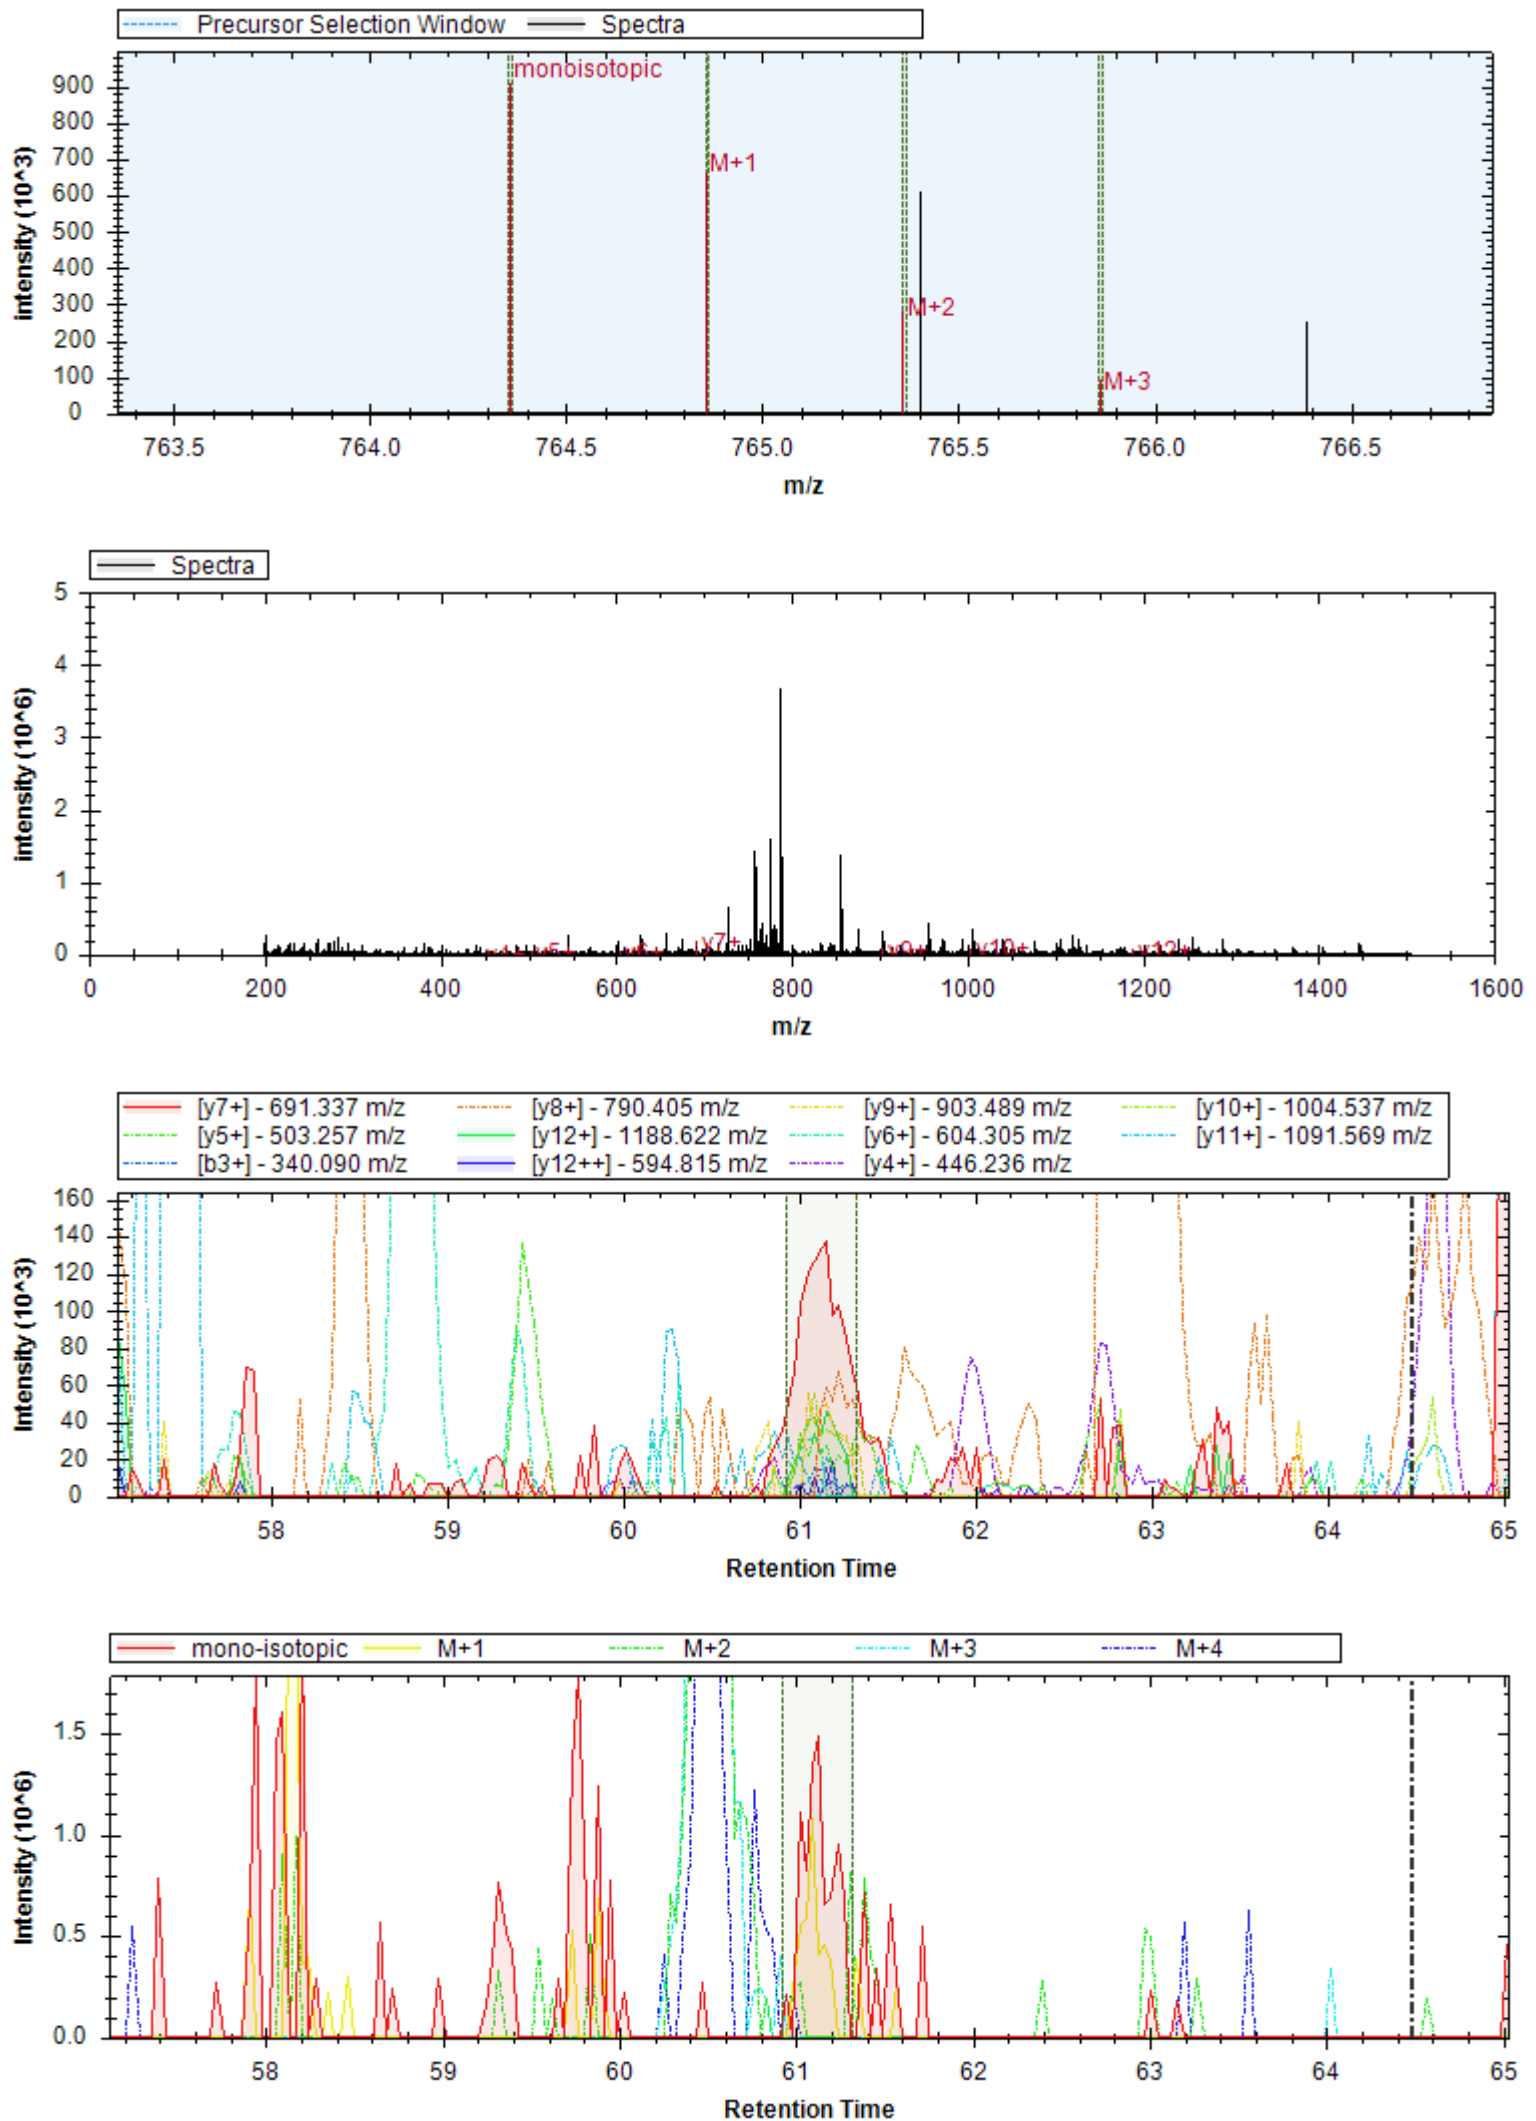 Precursor Selection Window Spectra
monoisotopic
M+1
M+2
M+3
900
800
700
600
500
400
300
200
100
0
intensity (10^3)
763.5 764.0 764.5 765.0 765.5 766.0 766.5
m/z
Spectra
5
4
3
2
1
0
intensity (10^6)
y5+ y7+ y9+ y10+ y12+
0 200 400 600 800 1000 1200 1400 1600
m/z
[y7+] - 691.337 m/z [y8+] - 790.405 m/z [y9+] - 903.489 m/z [y10+] - 1004.537 m/z
[y5+] - 503.257 m/z [y12+] - 1188.622 m/z [y6+] - 604.305 m/z [y11+] - 1091.569 m/z
[b3+] - 340.090 m/z [y12++] - 594.815 m/z [y4+] - 446.236 m/z
160
140
120
100
80
60
40
20
0
Intensity (10^3)
58 59 60 61 62 63 64 65
Retention Time
mono-isotopic M+1 M+2 M+3 M+4
1.5
1.0
0.5
0.0
Intensity (10^6)
58 59 60 61 62 63 64 65
Retention Time